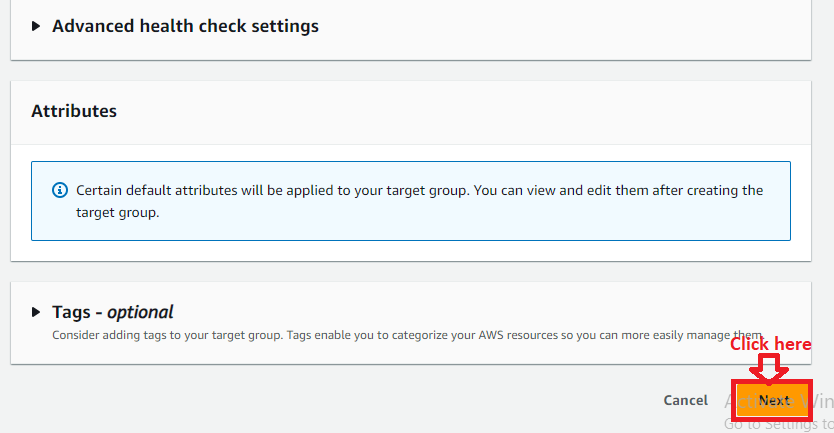 Advanced health check settings
Attributes
Certain default attributes will be applied to your target group. You can view and edit them after creating the
target group.
Tags - optional
Consider adding tags to your target group. Tags enable you to categorize your AWS resources so you can more easily manage them.
Click here
Cancel
Next
Win
Go to Settings to